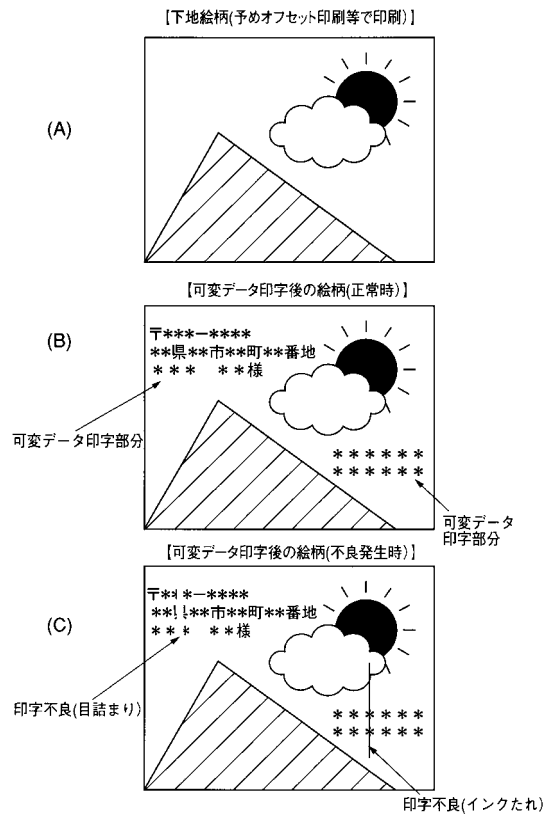 【下地絵柄(予めオフセット印刷等で印刷)】
(A)
【可変データ印字後の絵柄(正常時)】
(B)
〒***ー****
**県**市**町**番地
*** **様
可変データ印字部分
******
******
可変データ
印字部分
【可変データ印字後の絵柄(不良発生時)】
(C)
〒** *ー****
** **市**町**番地
*** **様
印字不良(目詰まり)
******
******
印字不良(インクたれ)